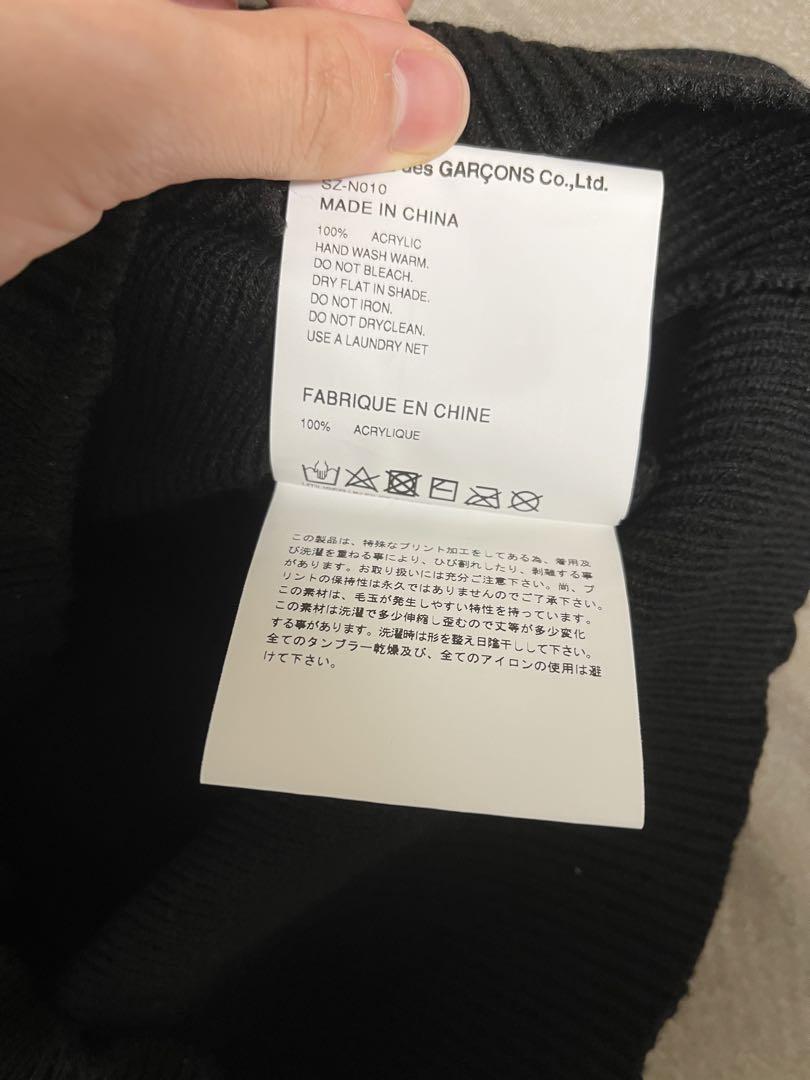 des GARÇONS Co.,Ltd.
SZ-N010
MADE IN CHINA
100% ACRYLIC
HAND WASH WARM.
DO NOT BLEACH.
DRY FLAT IN SHADE.
DO NOT IRON.
DO NOT DRYCLEAN.
USE A LAUNDRY NET
FABRIQUE EN CHINE
100% ACRYLIQUE
この製品は、特殊なプリント加工をしてある為、着用及
び洗濯を重ねる事により、ひび割れしたり、剥離する事
があります。お取り扱いには充分ご注意下さい。尚、プ
リントの保持性は永久ではありませんのでご了承下さい。
この素材は、毛玉が発生しやすい特性を持っています。
この素材は洗濯で多少伸縮し歪むので丈等が多少変化
する事があります。洗濯時は形を整え日陰干しして下さい。
全てのタンブラー乾燥及び、全てのアイロンの使用は避
けて下さい。